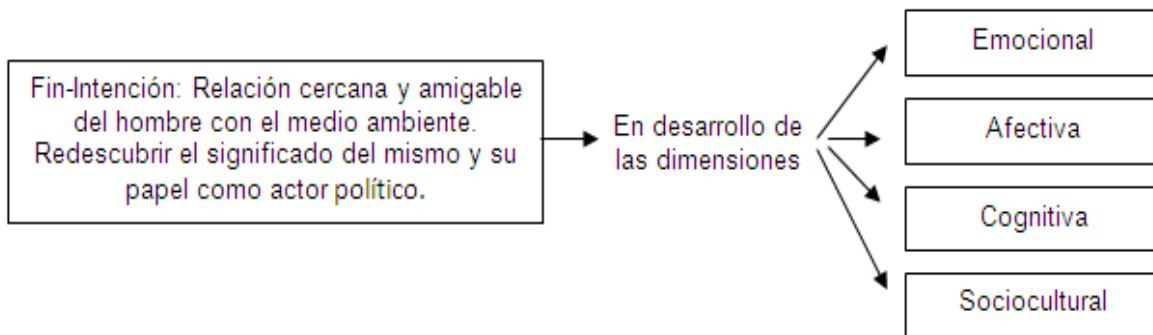 Fin-Intención: Relación cercana y amigable
del hombre con el medio ambiente.
Redescubrir el significado del mismo y su
papel como actor político.
En desarrollo de
las dimensiones
Emocional
Afectiva
Cognitiva
Sociocultural